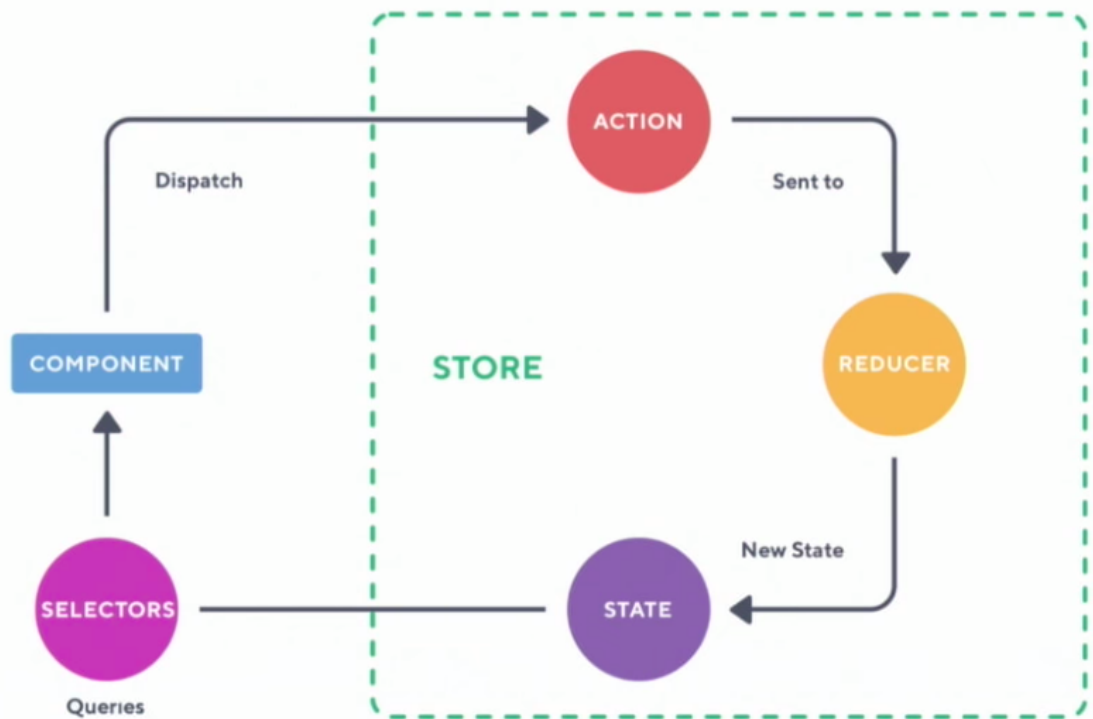 ACTION
Dispatch
Sent to
COMPONENT
STORE
REDUCER
New State
SELECTORS
STATE
Queries